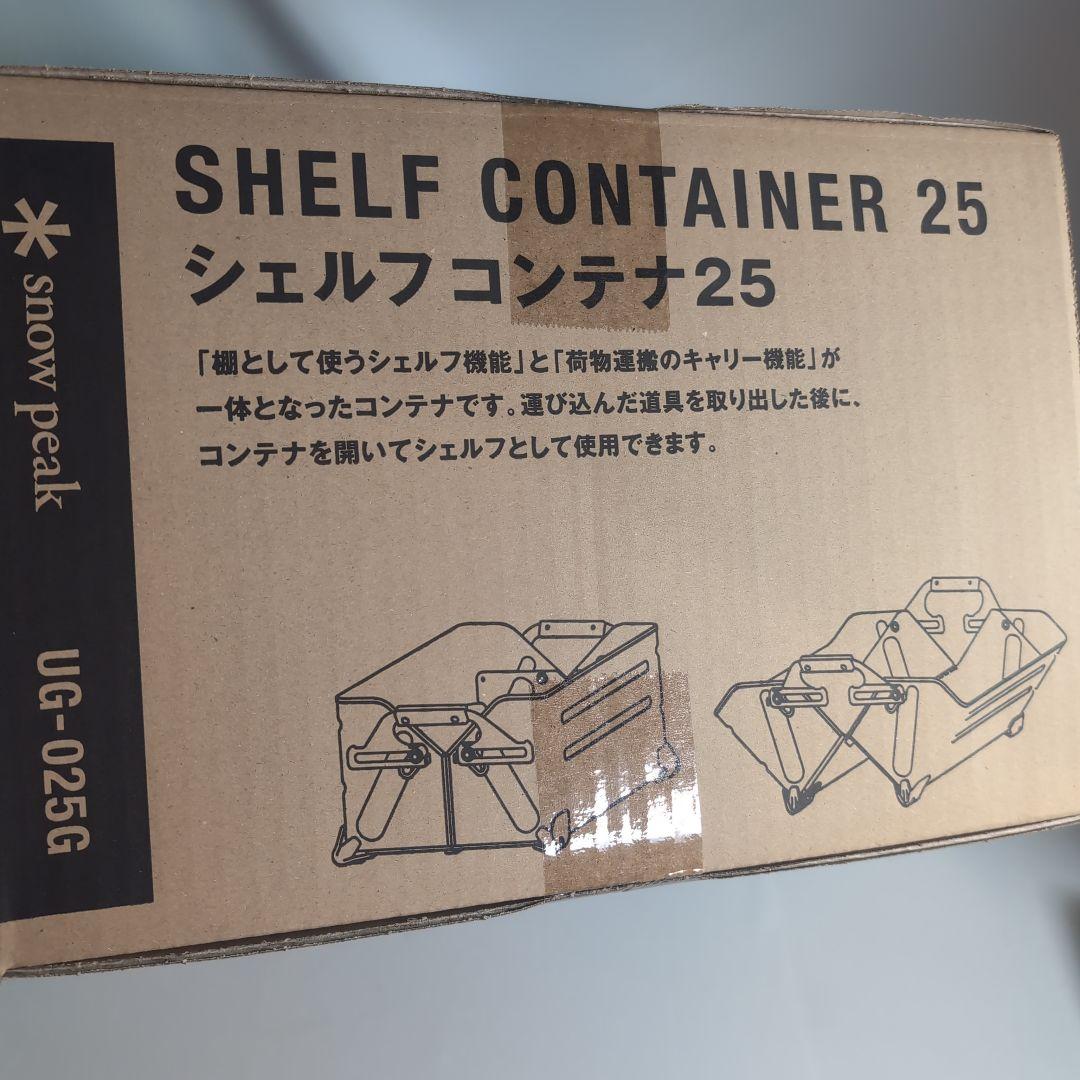 SHELF CONTAINER 25
シェルフコンテナ25
「棚として使うシェルフ機能」と「荷物運搬のキャリー機能」が
一体となったコンテナです。運び込んだ道具を取り出した後に、
コンテナを開いてシェルフとして使用できます。
snow peak
UG-025G